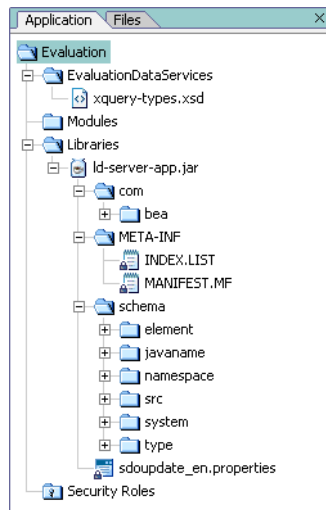 Application Files
Evaluation
EvaluationDataServices
xquery-types.xsd
Modules
Libraries
ld-server-app.jar
com
bea
META-INF
INDEX.LIST
MANIFEST.MF
schema
element
javaname
namespace
src
system
type
sdoupdate_en.properties
Security Roles